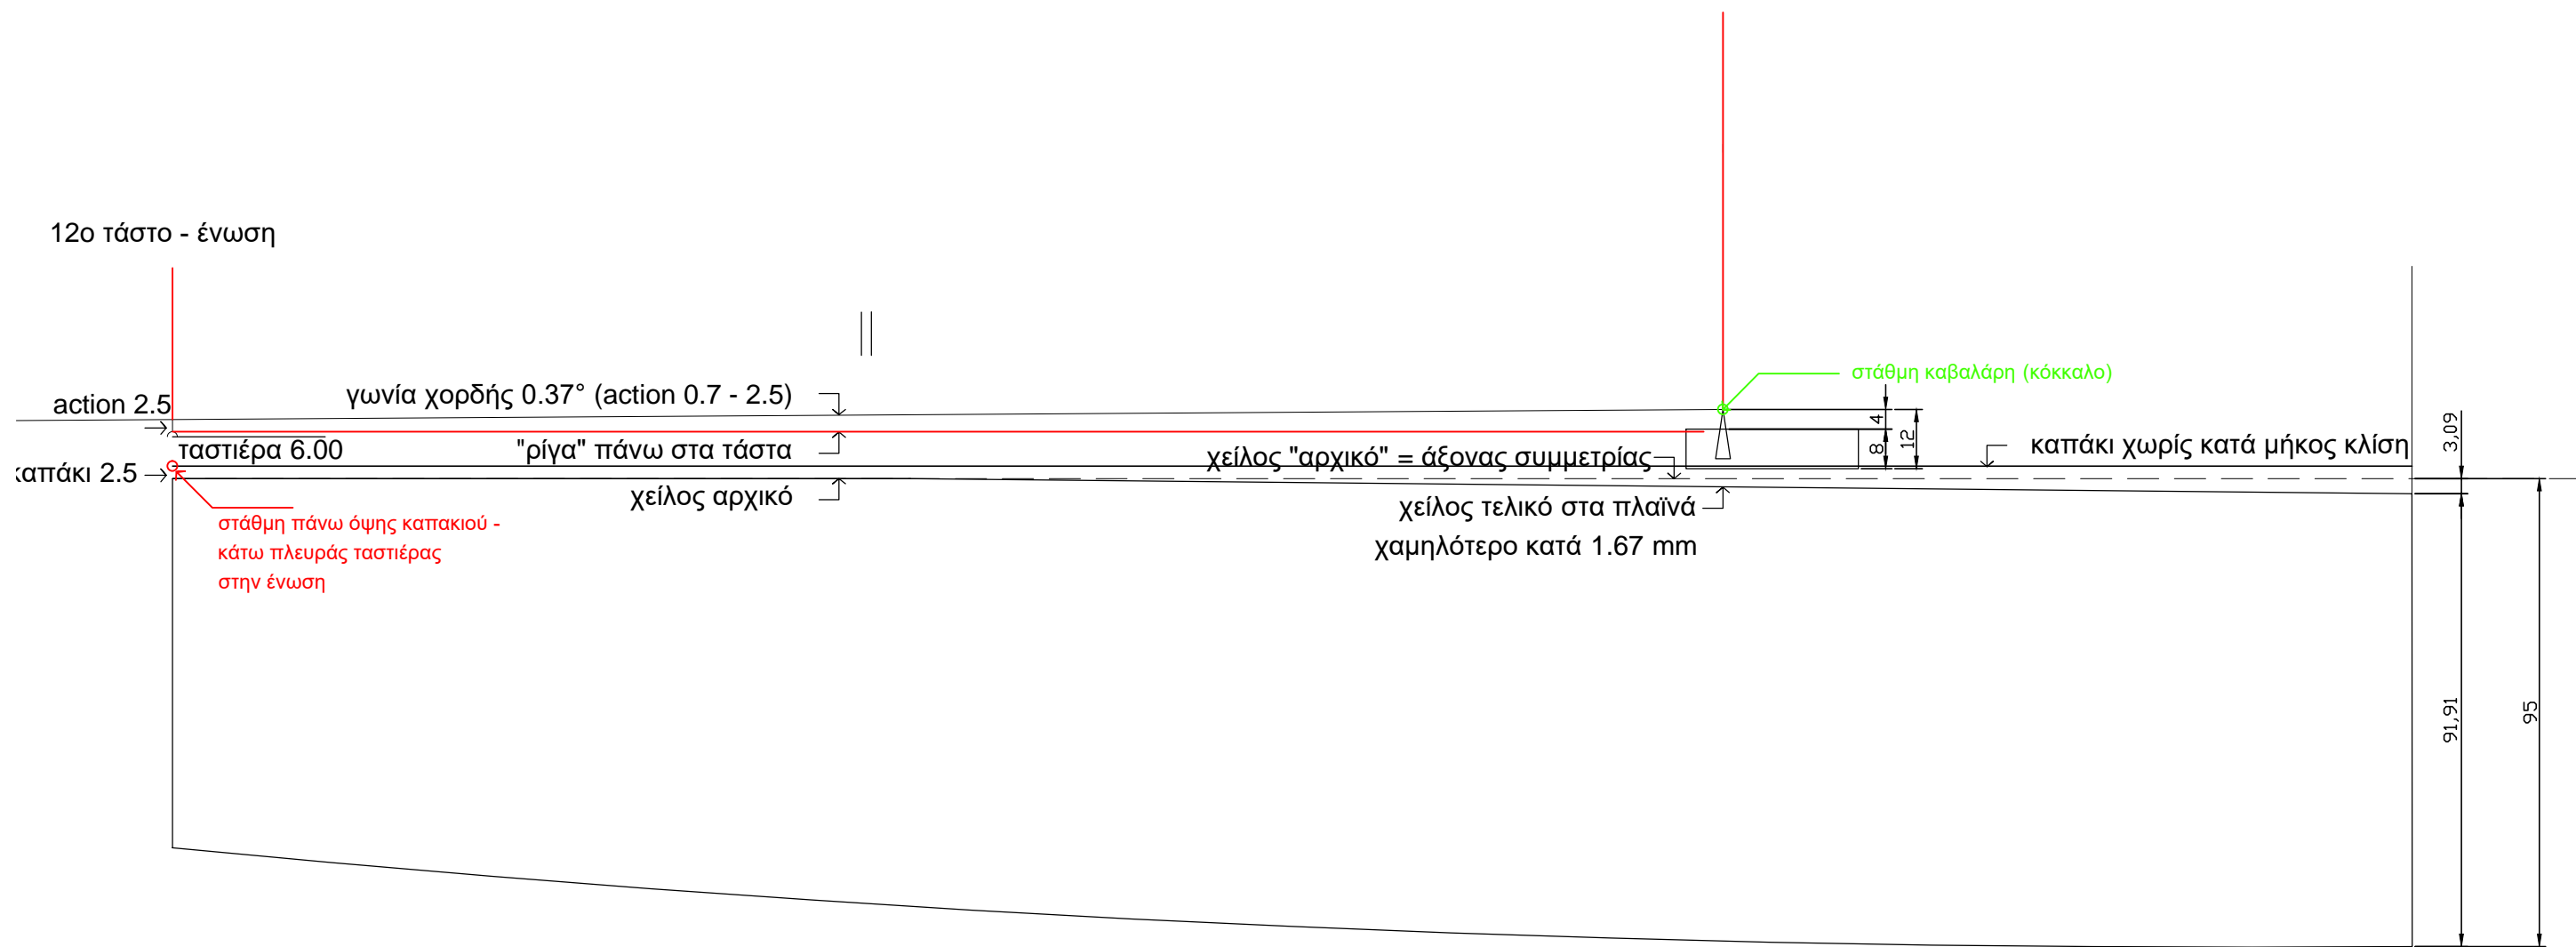 12ο τάστο - ένωση
στάθμη καβαλάρη (κόκκαλο)
γωνία χορδής 0.37° (action 0.7 - 2.5)
action 2.5
4
12
8
3,09
ταστιέρα 6.00
"ρίγα" πάνω στα τάστα
χείλος "αρχικό" = άξονας συμμετρίας
καπάκι χωρίς κατά μήκος κλίση
καπάκι 2.5
χείλος αρχικό
χείλος τελικό στα πλαϊνά
χαμηλότερο κατά 1.67 mm
στάθμη πάνω όψης καπακιού -
κάτω πλευράς ταστιέρας
στην ένωση
91,91
95